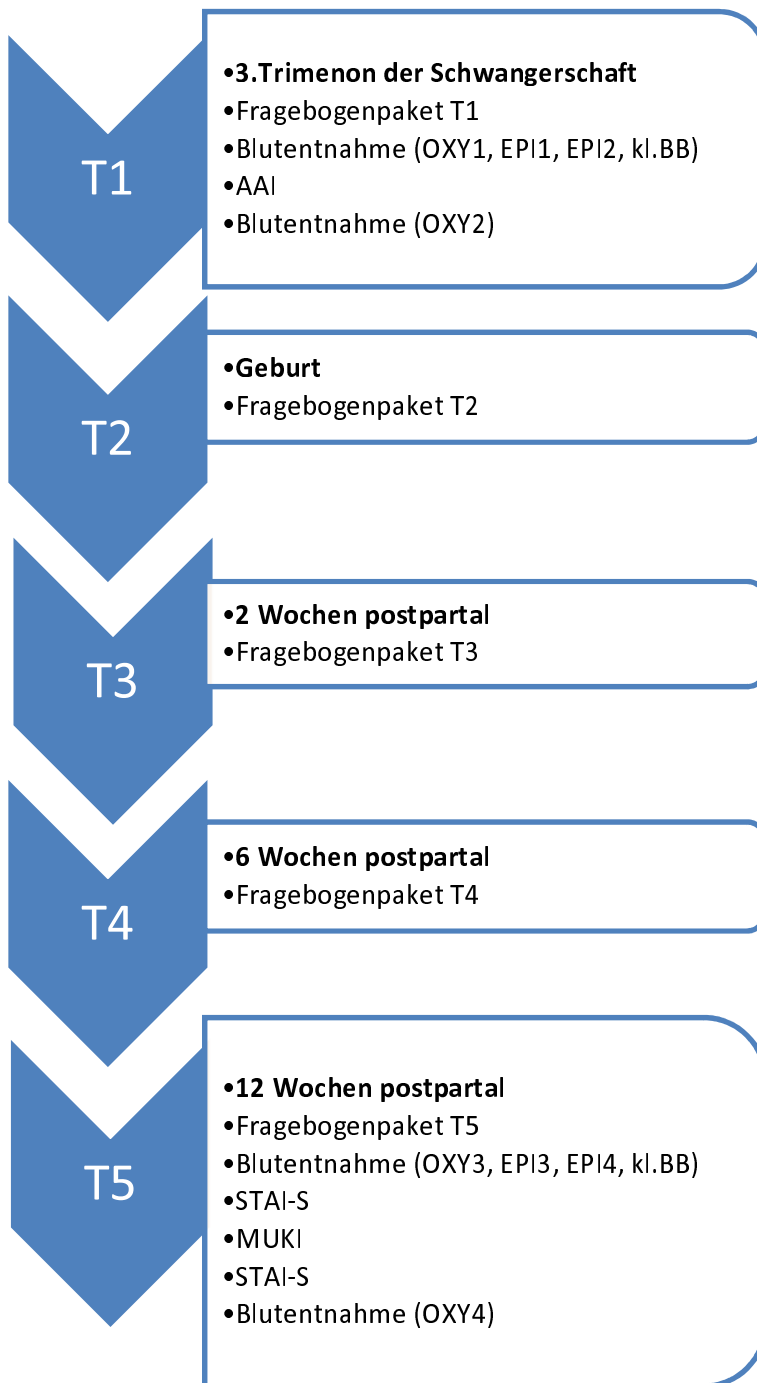 T1
•3.Trimenon der Schwangerschaft
•Fragebogenpaket T1
•Blutentnahme (OXY1, EPI1, EPI2, kl.BB)
•AAI
•Blutentnahme (OXY2)
T2
•Geburt
•Fragebogenpaket T2
T3
•2 Wochen postpartal
•Fragebogenpaket T3
T4
•6 Wochen postpartal
•Fragebogenpaket T4
T5
•12 Wochen postpartal
•Fragebogenpaket T5
•Blutentnahme (OXY3, EPI3, EPI4, kl.BB)
•STAI-S
•MUKI
•STAI-S
•Blutentnahme (OXY4)